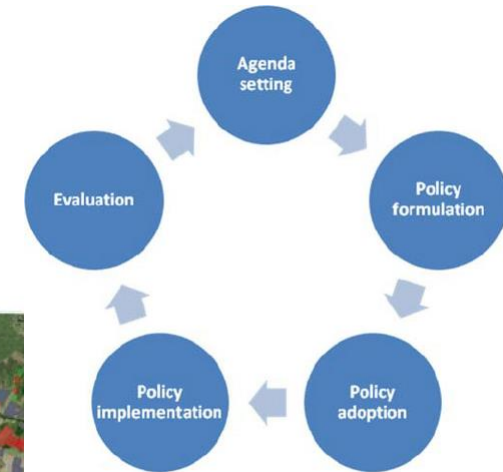 Agenda
setting
Policy
formulation
Policy
adoption
Policy
implementation
Evaluation